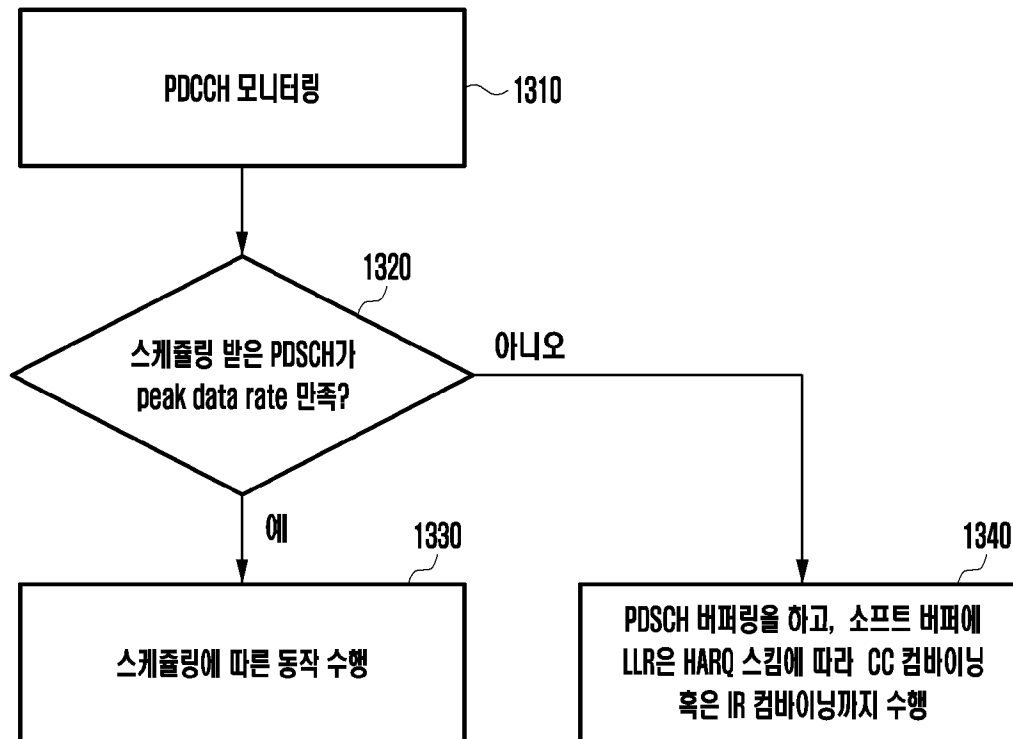 PDCCH 모니터링
1310
1320
스케쥴링 받은 PDSCH가
peak data rate 만족?
아니오
예
1330
1340
스케쥴링에 따른 동작 수행
PDSCH 버퍼링을 하고, 소프트 버퍼에
LLR은 HARQ 스킴에 따라 CC 컴바이닝
혹은 IR 컴바이닝까지 수행